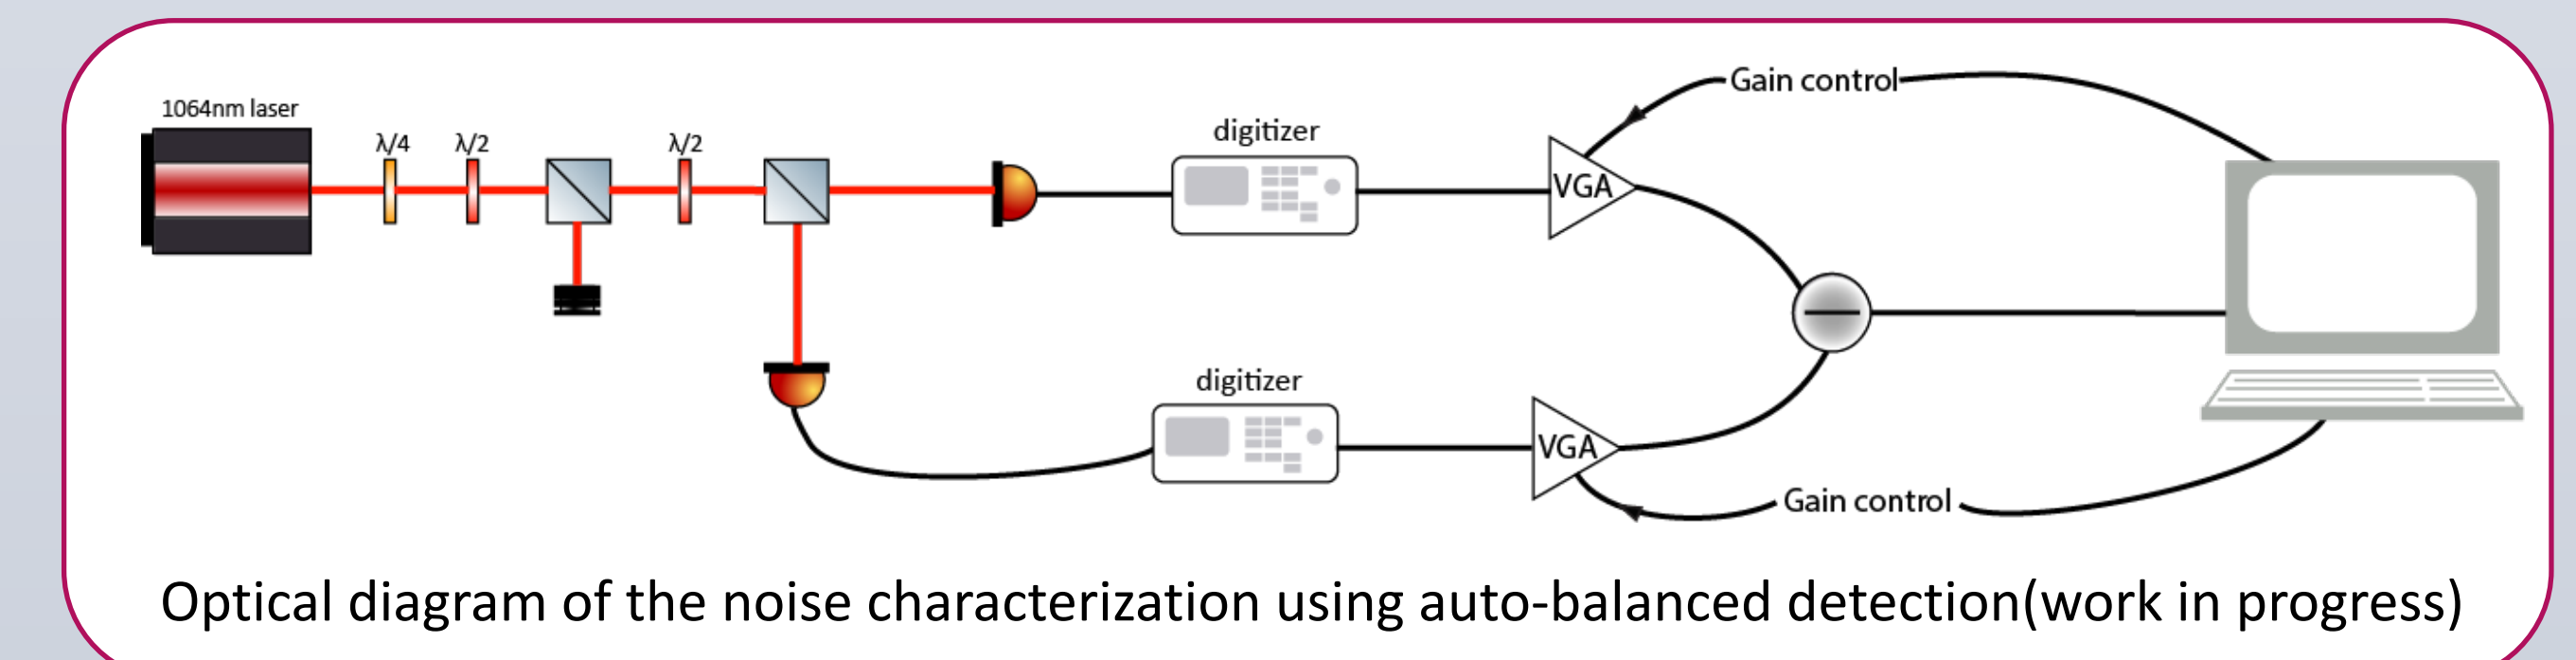 1064nm laser
λ/4
λ/2
λ/2
digitizer
VGA
Gain control
digitizer
VGA
Gain control
Optical diagram of the noise characterization using auto-balanced detection(work in progress)